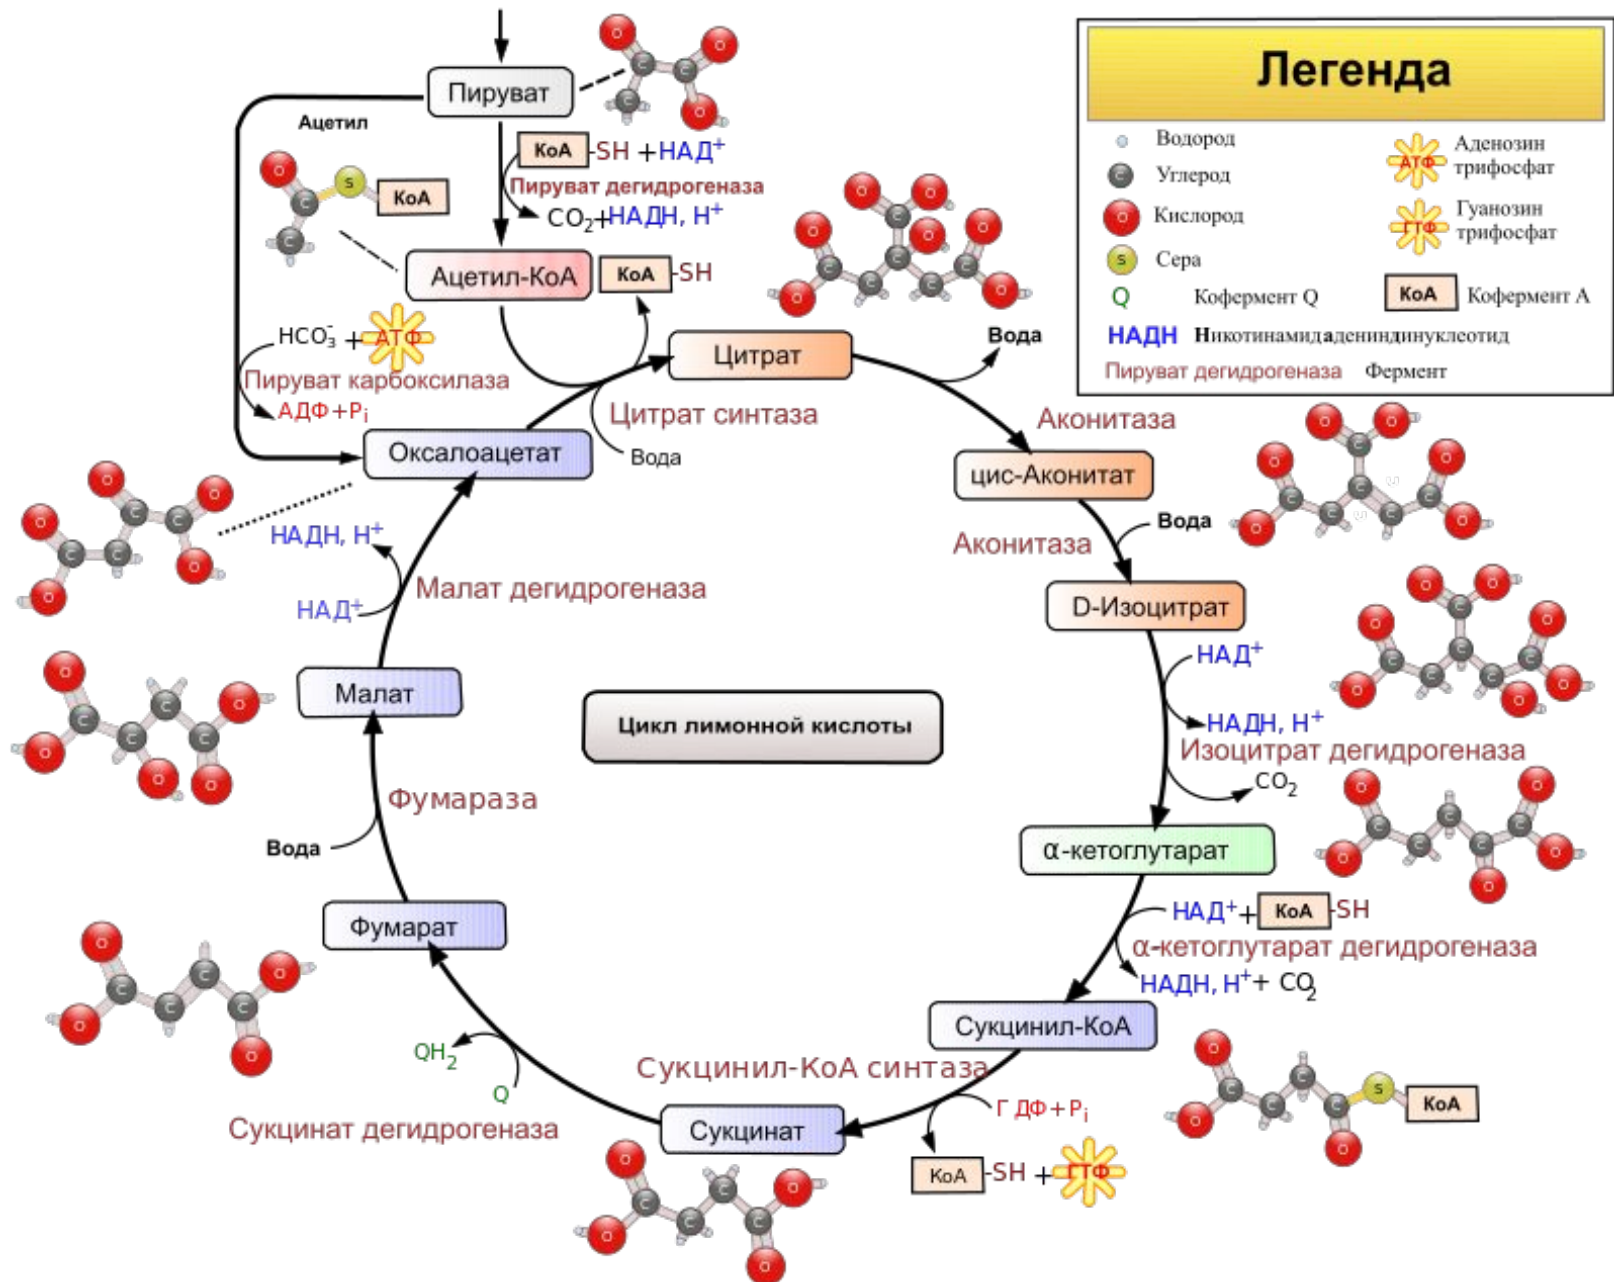 Пируват
Ацетил
КоА -SH +НАД⁺
Пируват дегидрогеназа
CO₂+НАДН, H⁺
S
КоА
Ацетил-КоА
КоА -SH
HCO₃⁻ + АТФ
Пируват карбоксилаза
АДФ+Pᵢ
Оксалоацетат
Цитрат
Цитрат синтаза
Вода
Вода
Аконитаза
цис-Аконитат
Аконитаза
Вода
D-Изоцитрат
НАД⁺
НАДН, H⁺
Изоцитрат дегидрогеназа
CO₂
α-кетоглутарат
НАД⁺+ КоА -SH
α-кетоглутарат дегидрогеназа
НАДН, H⁺+ CO₂
Сукцинил-КоА
S
КоА
Сукцинил-КоА синтаза
ГДФ+Pᵢ
КоА -SH + ГТФ
Сукцинат
QH₂
Q
Сукцинат дегидрогеназа
Фумарат
Вода
Фумараза
Малат
НАДН, H⁺
НАД⁺
Малат дегидрогеназа
Цикл лимонной кислоты
Легенда
Водород
C Углерод
O Кислород
S Сера
Q Кофермент Q
АТФ Аденозин
трифосфат
ГТФ Гуанозин
трифосфат
КоА Кофермент А
НАДН Никотинамидадениндинуклеотид
Пируват дегидрогеназа Фермент